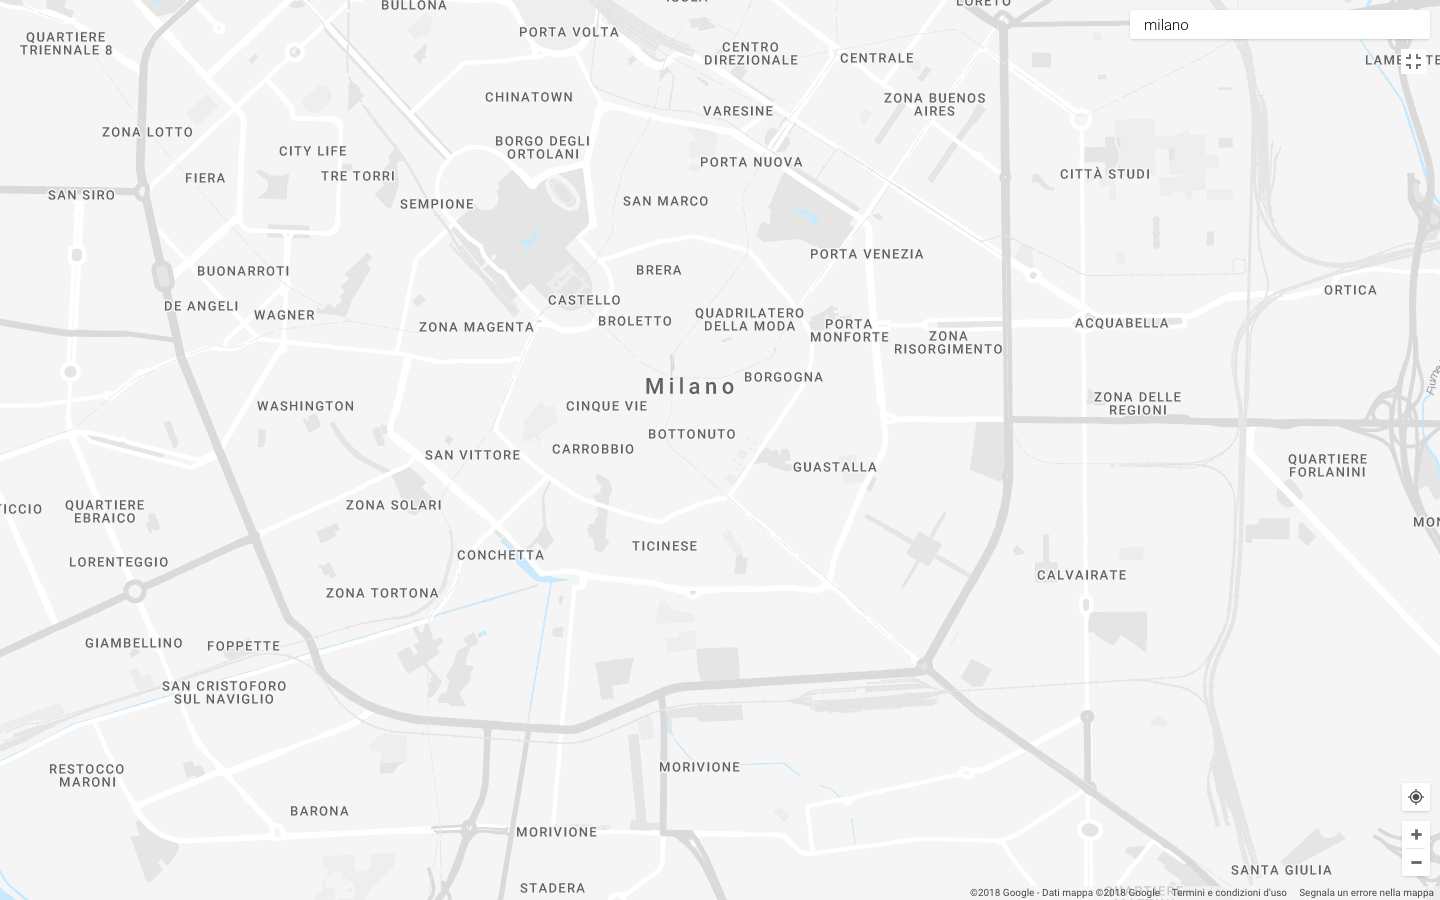 BULLONA
LORETO
milano
QUARTIERE
TRIENNALE 8
PORTA VOLTA
CENTRO
DIREZIONALE
CENTRALE
CHINATOWN
VARESINE
ZONA BUENOS
AIRES
ZONA LOTTO
CITY LIFE
BORGO DEGLI
ORTOLANI
PORTA NUOVA
FIERA
TRE TORRI
CITTÀ STUDI
SAN SIRO
SEMPIONE
SAN MARCO
PORTA VENEZIA
BUONARROTI
BRERA
DE ANGELI
WAGNER
CASTELLO
ORTICA
ZONA MAGENTA
BROLETTO
QUADRILATERO
DELLA MODA
PORTA
MONFORTE
ZONA
RISORGIMENTO
ACQUABELLA
Milano
BORGOGNA
WASHINGTON
CINQUE VIE
ZONA DELLE
REGIONI
BOTTONUTO
SAN VITTORE
CARROBBIO
GUASTALLA
QUARTIERE
FORLANINI
TICCIO
QUARTIERE
EBRAICO
ZONA SOLARI
MON
LORENTEGGIO
CONCHETTA
TICINESE
CALVAIRATE
ZONA TORTONA
GIAMBELLINO
FOPPETTE
SAN CRISTOFORO
SUL NAVIGLIO
RESTOCCO
MARONI
MORIVIONE
BARONA
MORIVIONE
STADERA
SANTA GIULIA
©2018 Google - Dati mappa ©2018 Google
Termini e condizioni d'uso
Segnala un errore nella mappa